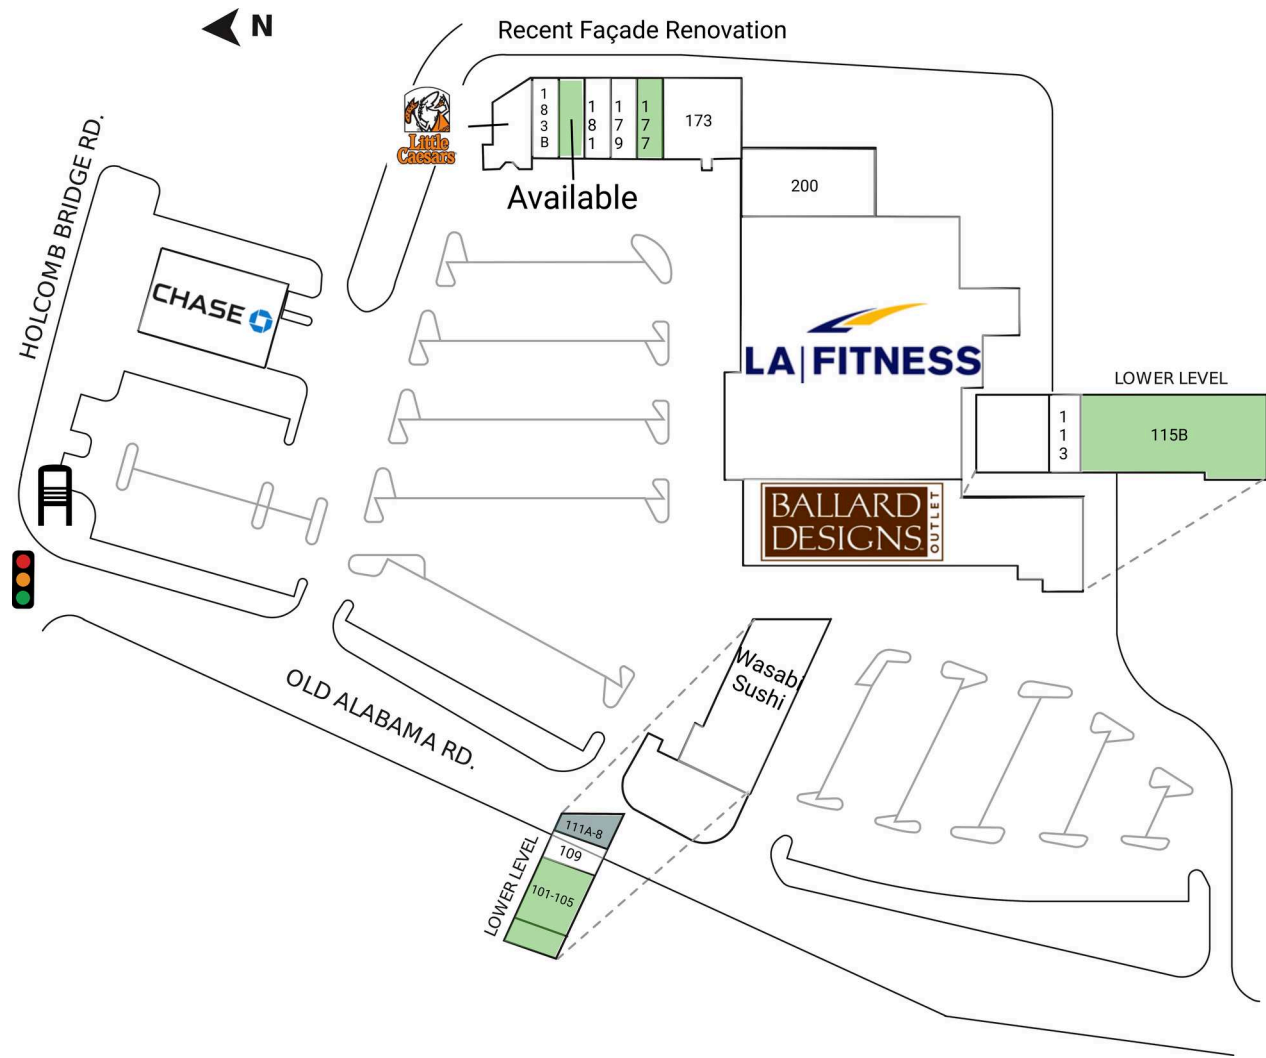 N
Recent Façade Renovation
183B
181
179
177
173
Little
Caesars
Available
200
HOLCOMB BRIDGE RD.
CHASE
LA FITNESS
LOWER LEVEL
113
115B
BALLARD
DESIGNS
OUTLET
Wasabi
Sushi
OLD ALABAMA RD.
111A-8
109
101-105
LOWER LEVEL